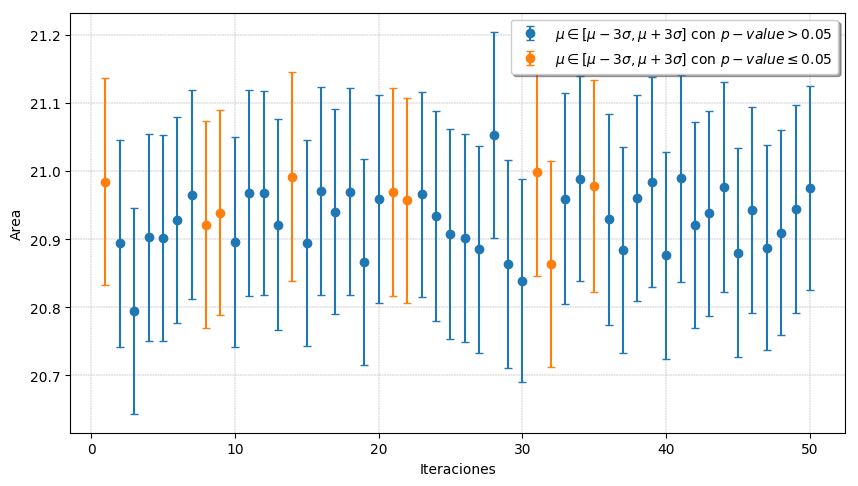 21.2
21.1
21.0
20.9
20.8
20.7
Area
μ ∈ [μ − 3σ, μ + 3σ] con p − value > 0.05
μ ∈ [μ − 3σ, μ + 3σ] con p − value ≤ 0.05
0 10 20 30 40 50
Iteraciones